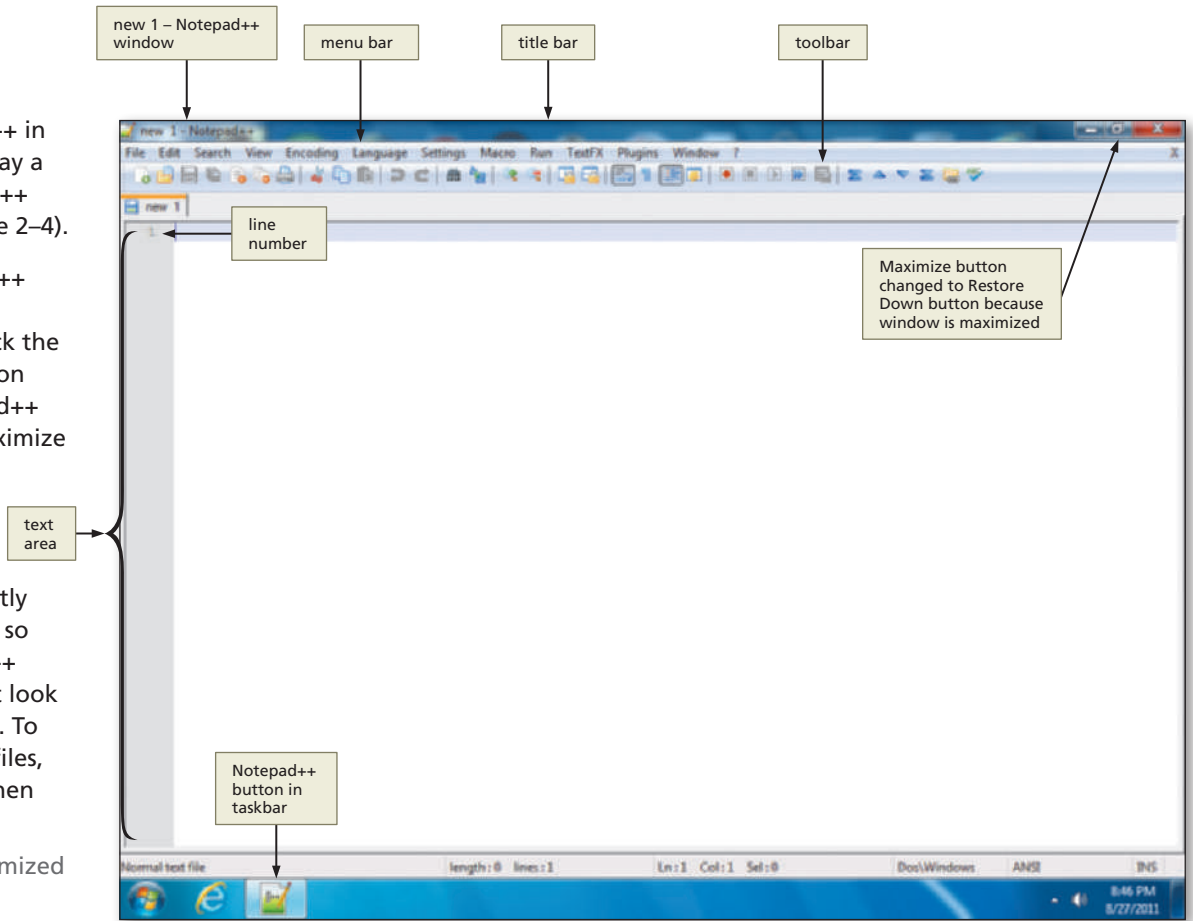 new 1 – Notepad++
window
menu bar
title bar
toolbar
++ in
ay a
++
e 2–4).
++
ck the
on
d++
ximize
text
area
tly
so
++
t look
. To
files,
hen
mized
new 1 - Notepad++
File Edit Search View Encoding Language Settings Macro Run TextFX Plugins Window ? X
new 1
1
line
number
Maximize button
changed to Restore
Down button because
window is maximized
Notepad++
button in
taskbar
Normal text file length : 0 lines : 1 Ln : 1 Col : 1 Sel : 0 Dos\Windows ANSI INS
8:46 PM
8/27/2011